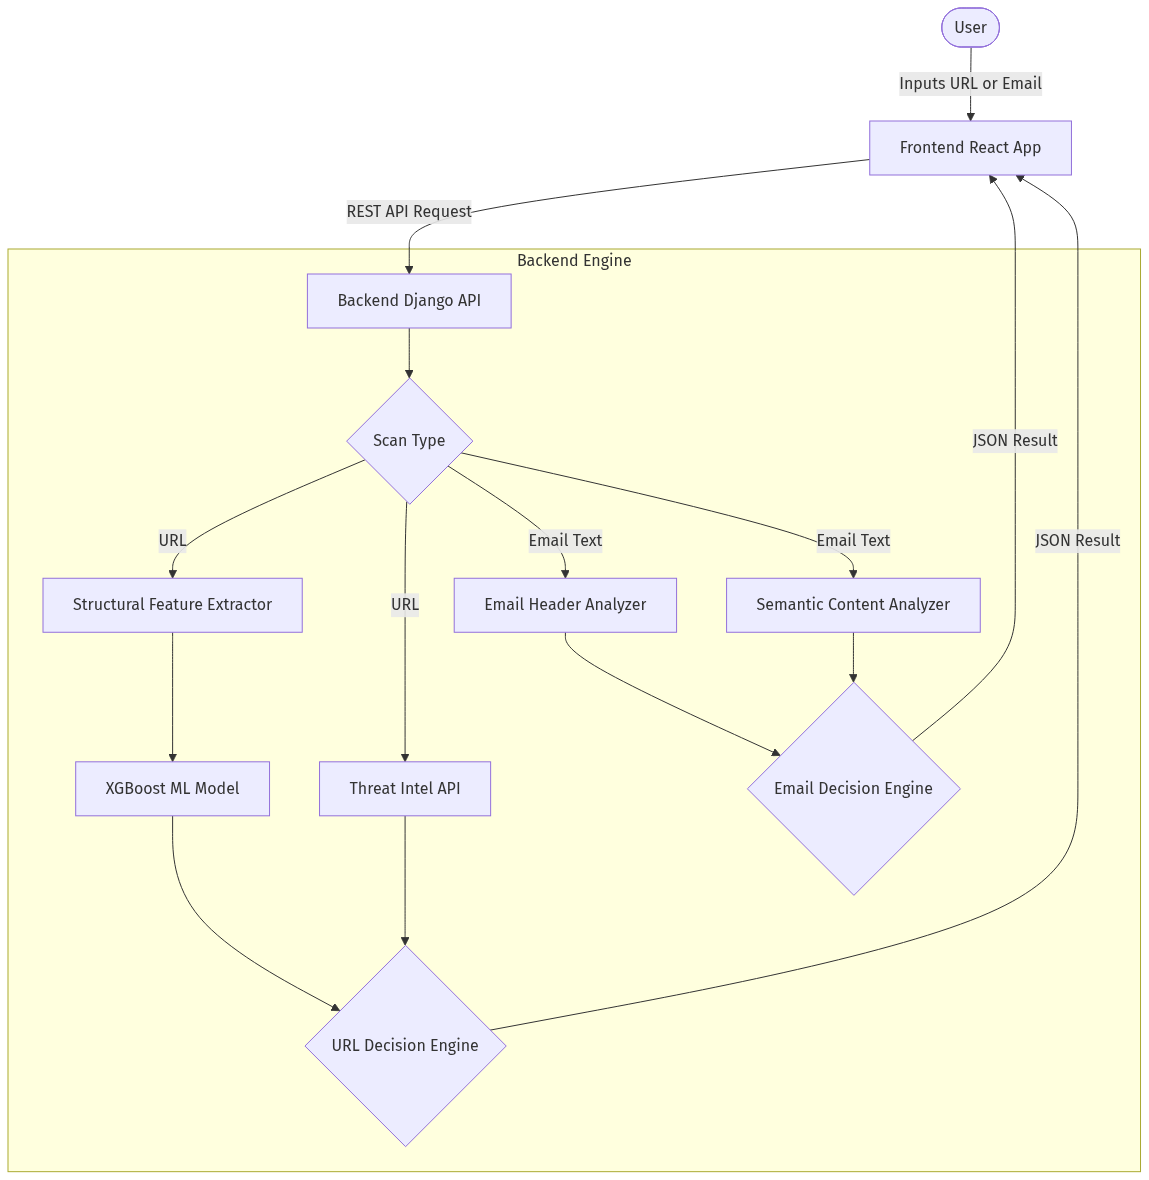 User
Inputs URL or Email
Frontend React App
REST API Request
Backend Engine
Backend Django API
Scan Type
JSON Result
URL
Email Text
Email Text
JSON Result
Structural Feature Extractor
URL
Email Header Analyzer
Semantic Content Analyzer
XGBoost ML Model
Threat Intel API
Email Decision Engine
URL Decision Engine